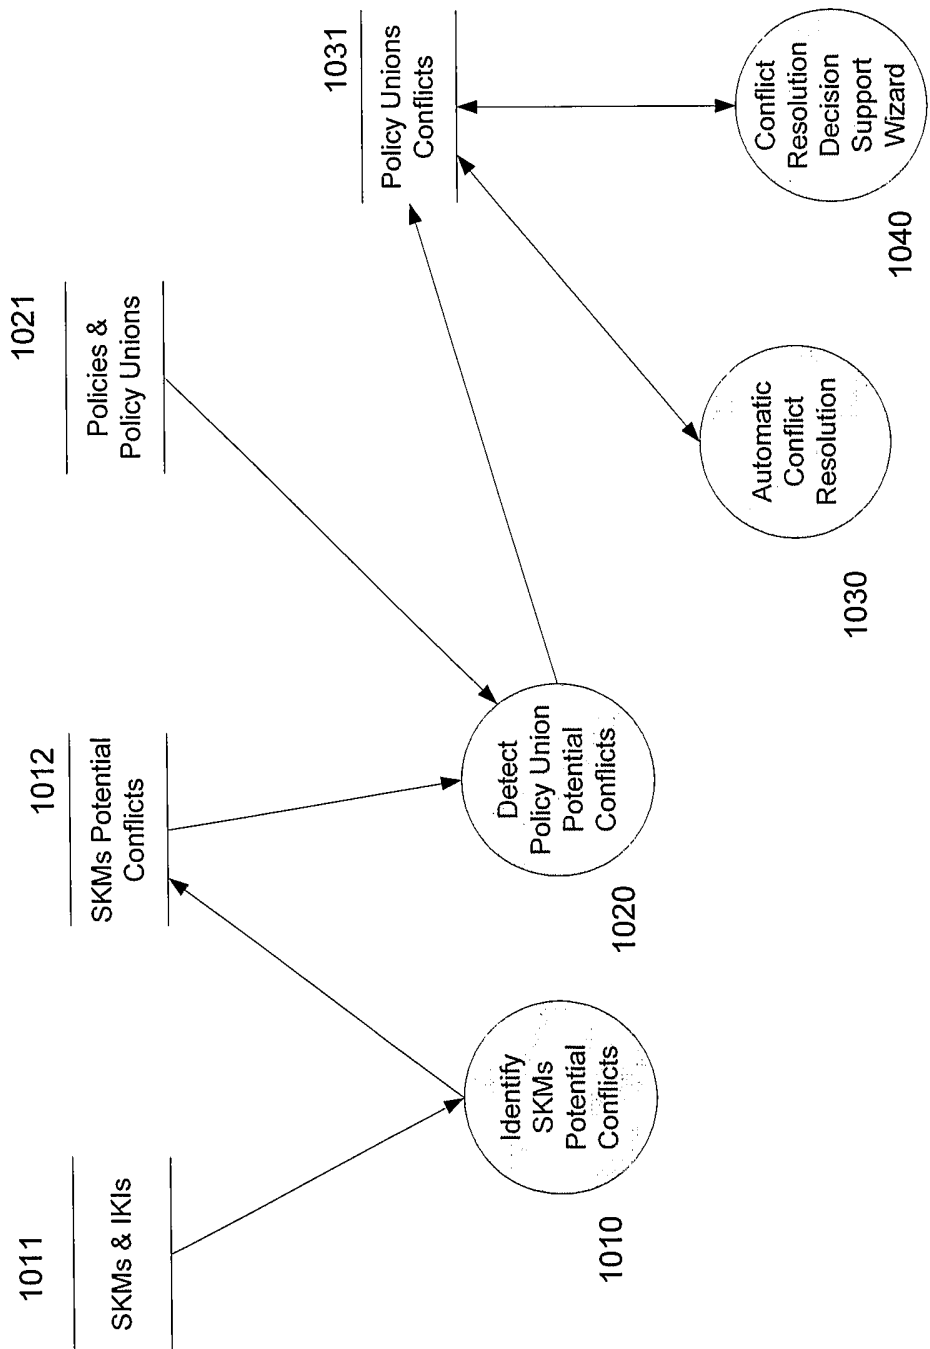 1011
SKMs & IKIs
1012
SKMs Potential
Conflicts
1021
Policies &
Policy Unions
1031
Policy Unions
Conflicts
Identify
SKMs
Potential
Conflicts
1010
Detect
Policy Union
Potential
Conflicts
1020
Automatic
Conflict
Resolution
1030
Conflict
Resolution
Decision
Support
Wizard
1040